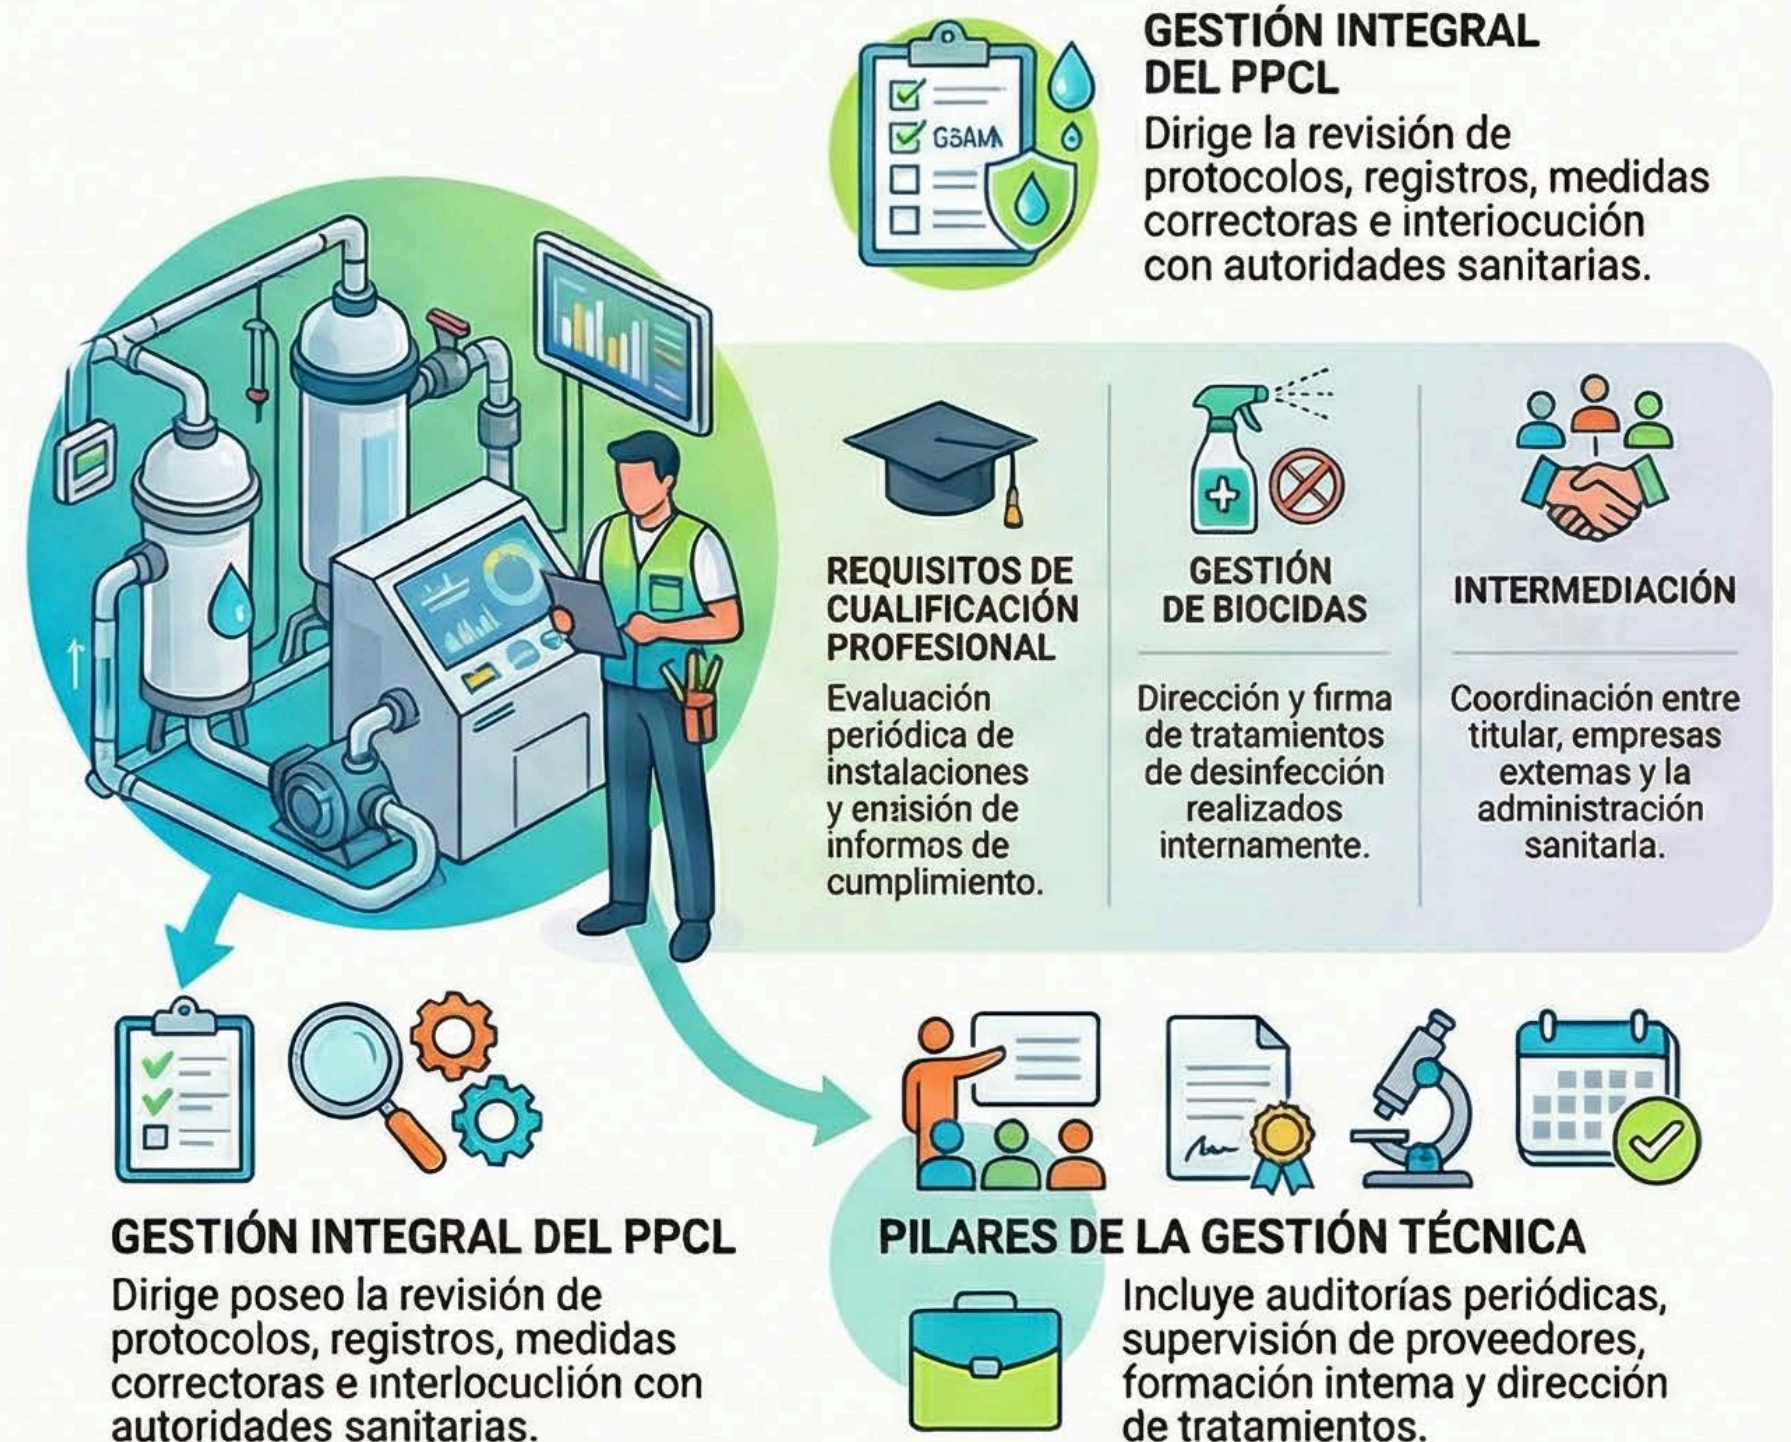 GESTIÓN INTEGRAL
DEL PPCL
Dirige la revisión de
protocolos, registros, medidas
correctoras e interiocución
con autoridades sanitarias.
REQUISITOS DE
CUALIFICACIÓN
PROFESIONAL
Evaluación
periódica de
instalaciones
y enisión de
informos de
cumplimiento.
GESTIÓN
DE BIOCIDAS
Dirección y firma
de tratamientos
de desinfección
realizados
internamente.
INTERMEDIACIÓN
Coordinación entre
titular, empresas
extemas y la
administración
sanitarla.
GESTIÓN INTEGRAL DEL PPCL
Dirige poseo la revisión de
protocolos, registros, medidas
correctoras e interlocuclión con
autoridades sanitarias.
PILARES DE LA GESTIÓN TÉCNICA
Incluye auditorías periódicas,
supervisión de proveedores,
formación intema y dirección
de tratamientos.